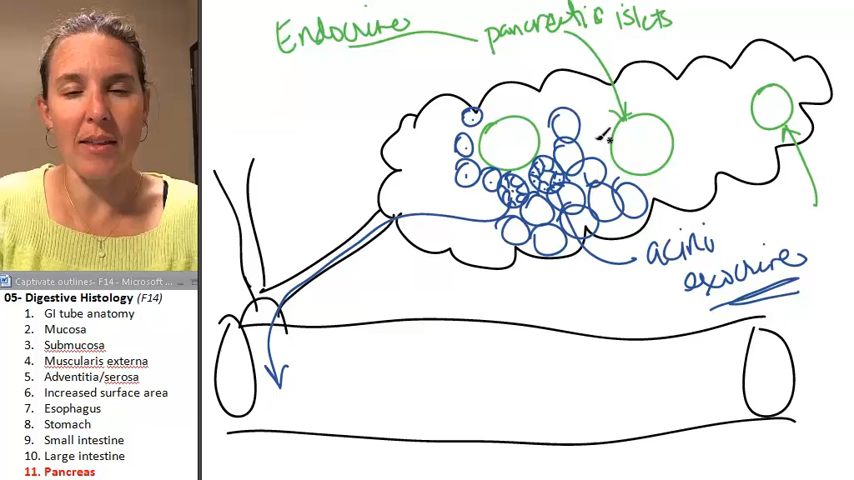 Endocrine
pancreatic islets
acini
exocrine
Captivate outlines- F14 - Microsoft ...
05- Digestive Histology (F14)
1. GI tube anatomy
2. Mucosa
3. Submucosa
4. Muscularis externa
5. Adventitia/serosa
6. Increased surface area
7. Esophagus
8. Stomach
9. Small intestine
10. Large intestine
11. Pancreas